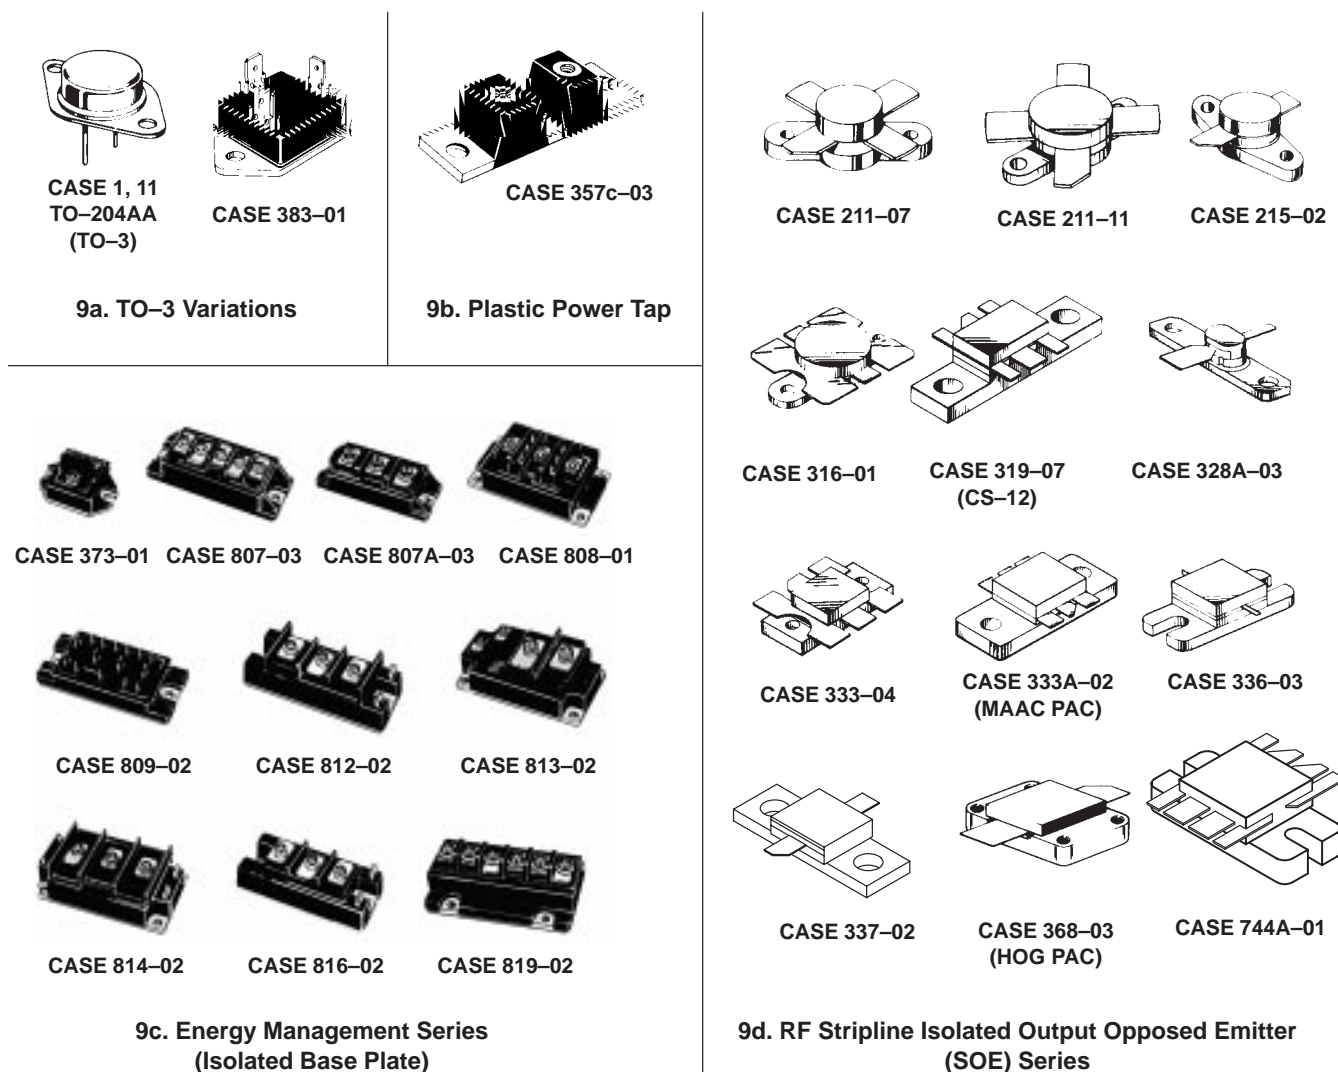 CASE 1, 11
TO–204AA
(TO–3)
CASE 383–01
9a. TO–3 Variations
CASE 357c–03
9b. Plastic Power Tap
CASE 373–01
CASE 807–03
CASE 807A–03
CASE 808–01
CASE 809–02
CASE 812–02
CASE 813–02
CASE 814–02
CASE 816–02
CASE 819–02
9c. Energy Management Series
(Isolated Base Plate)
CASE 211–07
CASE 211–11
CASE 215–02
CASE 316–01
CASE 319–07
(CS–12)
CASE 328A–03
CASE 333–04
CASE 333A–02
(MAAC PAC)
CASE 336–03
CASE 337–02
CASE 368–03
(HOG PAC)
CASE 744A–01
9d. RF Stripline Isolated Output Opposed Emitter
(SOE) Series